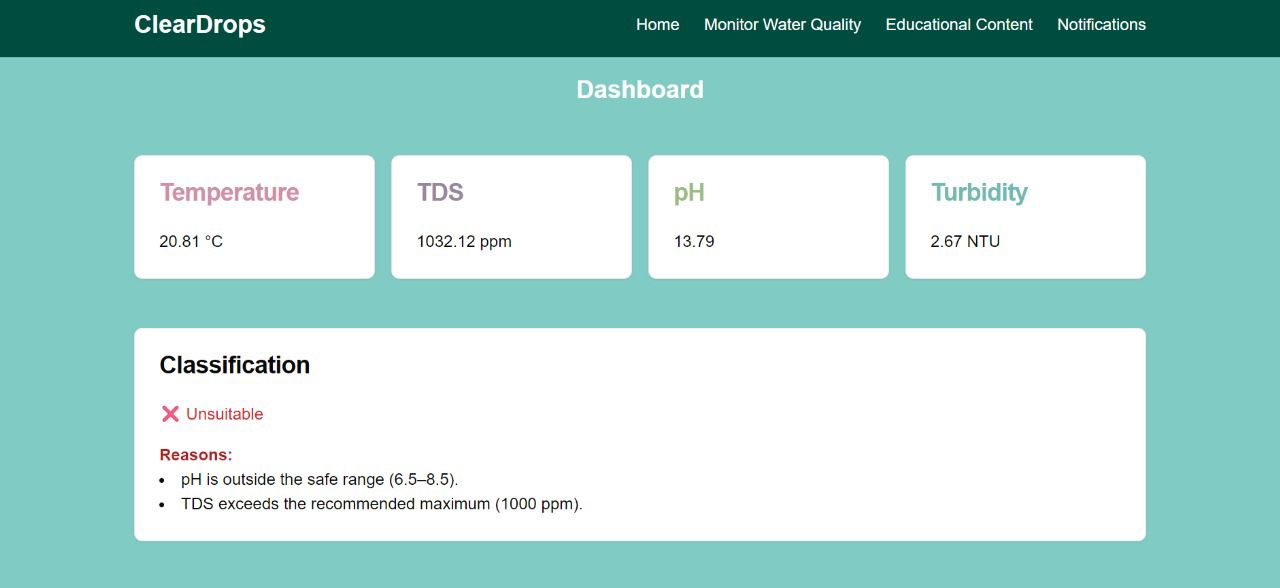 ClearDrops
Home Monitor Water Quality Educational Content Notifications
Dashboard
Temperature
20.81 °C
TDS
1032.12 ppm
pH
13.79
Turbidity
2.67 NTU
Classification
❌ Unsuitable
Reasons:
• pH is outside the safe range (6.5–8.5).
• TDS exceeds the recommended maximum (1000 ppm).